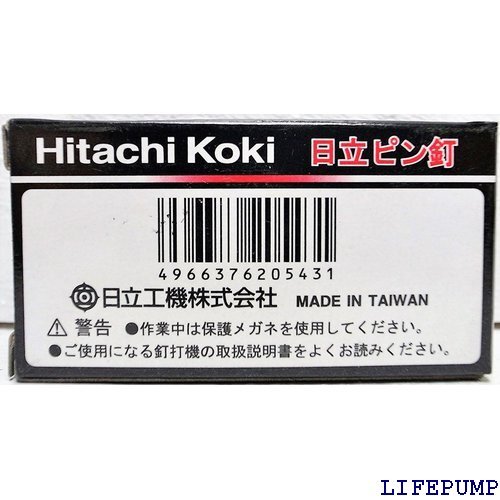 Hitachi Koki 日立ピン釘
4966376205431
日立工機株式会社 MADE IN TAIWAN
⚠ 警告 ●作業中は保護メガネを使用してください。
●ご使用になる釘打機の取扱説明書をよくお読みください。
LIFEPUMP